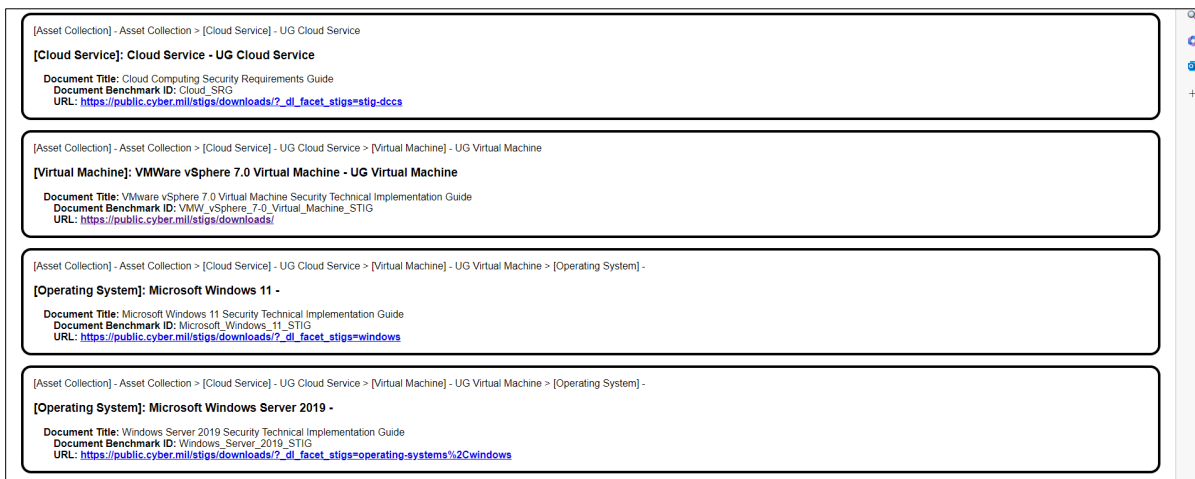 [Asset Collection] - Asset Collection > [Cloud Service] - UG Cloud Service
[Cloud Service]: Cloud Service - UG Cloud Service
Document Title: Cloud Computing Security Requirements Guide
Document Benchmark ID: Cloud_SRG
URL: https://public.cyber.mil/stigs/downloads/?_dl_facet_stigs=stig-dccs
[Asset Collection] - Asset Collection > [Cloud Service] - UG Cloud Service > [Virtual Machine] - UG Virtual Machine
[Virtual Machine]: VMWare vSphere 7.0 Virtual Machine - UG Virtual Machine
Document Title: VMware vSphere 7.0 Virtual Machine Security Technical Implementation Guide
Document Benchmark ID: VMW_vSphere_7-0_Virtual_Machine_STIG
URL: https://public.cyber.mil/stigs/downloads/
[Asset Collection] - Asset Collection > [Cloud Service] - UG Cloud Service > [Virtual Machine] - UG Virtual Machine > [Operating System] -
[Operating System]: Microsoft Windows 11 -
Document Title: Microsoft Windows 11 Security Technical Implementation Guide
Document Benchmark ID: Microsoft_Windows_11_STIG
URL: https://public.cyber.mil/stigs/downloads/?_dl_facet_stigs=windows
[Asset Collection] - Asset Collection > [Cloud Service] - UG Cloud Service > [Virtual Machine] - UG Virtual Machine > [Operating System] -
[Operating System]: Microsoft Windows Server 2019 -
Document Title: Windows Server 2019 Security Technical Implementation Guide
Document Benchmark ID: Windows_Server_2019_STIG
URL: https://public.cyber.mil/stigs/downloads/?_dl_facet_stigs=operating-systems%2Cwindows